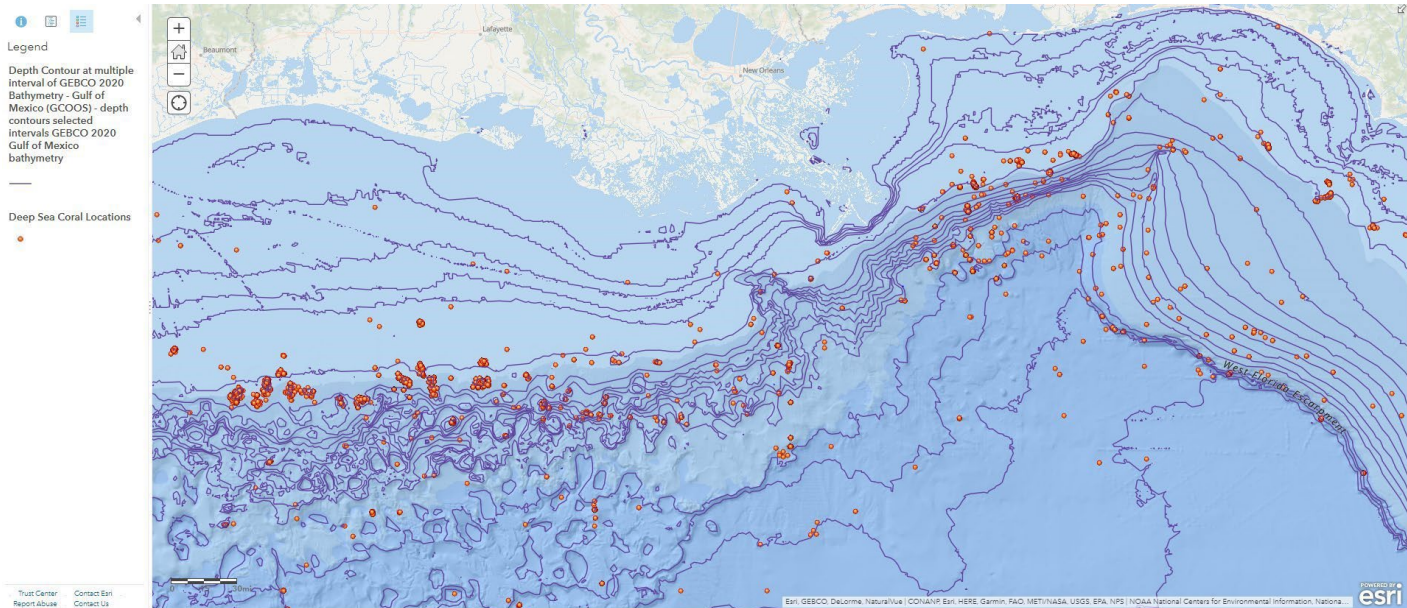 Legend
Depth Contour at multiple
interval of GEBCO 2020
Bathymetry - Gulf of
Mexico (GCOOS) - depth
contours selected
intervals GEBCO 2020
Gulf of Mexico
bathymetry
Deep Sea Coral Locations
Trust Center Contact Esri
Report Abuse Contact Us
+
−
Beaumont
Lafayette
New Orleans
West Florida Escarpment
0 30mi
Esri, GEBCO, DeLorme, NaturalVue | CONANP, Esri, HERE, Garmin, FAO, METI/NASA, USGS, EPA, NPS | NOAA National Centers for Environmental Information, Nationa...
POWERED BY
esri